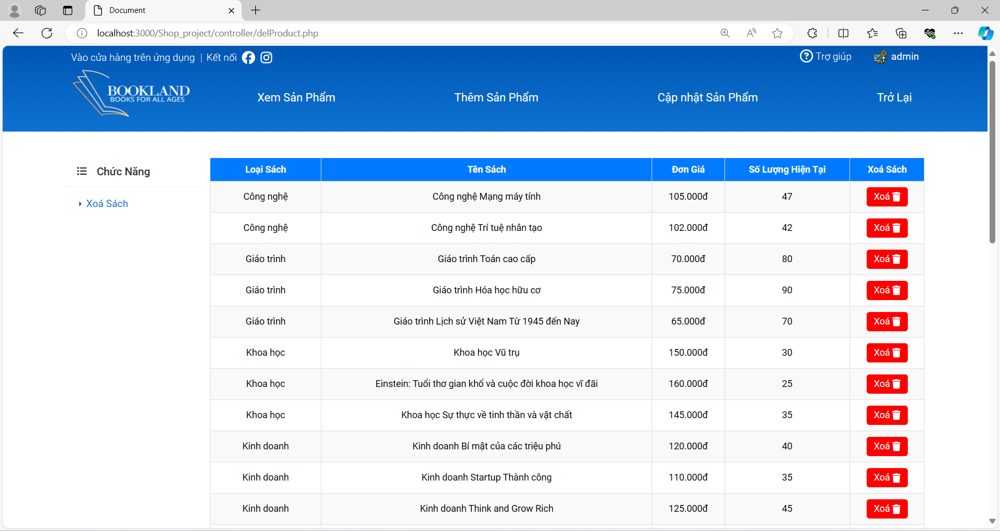 Document
localhost:3000/Shop_project/controller/delProduct.php
Vào cửa hàng trên ứng dụng | Kết nối
Trợ giúp admin
BOOKLAND
BOOKS FOR ALL AGES
Xem Sản Phẩm Thêm Sản Phẩm Cập nhật Sản Phẩm Trở Lại
Chức Năng
Xoá Sách
Loại Sách Tên Sách Đơn Giá Số Lượng Hiện Tại Xoá Sách
Công nghệ Công nghệ Mạng máy tính 105.000đ 47 Xoá
Công nghệ Công nghệ Trí tuệ nhân tạo 102.000đ 42 Xoá
Giáo trình Giáo trình Toán cao cấp 70.000đ 80 Xoá
Giáo trình Giáo trình Hóa học hữu cơ 75.000đ 90 Xoá
Giáo trình Giáo trình Lịch sử Việt Nam Từ 1945 đến Nay 65.000đ 70 Xoá
Khoa học Khoa học Vũ trụ 150.000đ 30 Xoá
Khoa học Einstein: Tuổi thơ gian khổ và cuộc đời khoa học vĩ đãi 160.000đ 25 Xoá
Khoa học Khoa học Sự thực về tinh thần và vật chất 145.000đ 35 Xoá
Kinh doanh Kinh doanh Bí mật của các triệu phú 120.000đ 40 Xoá
Kinh doanh Kinh doanh Startup Thành công 110.000đ 35 Xoá
Kinh doanh Kinh doanh Think and Grow Rich 125.000đ 45 Xoá